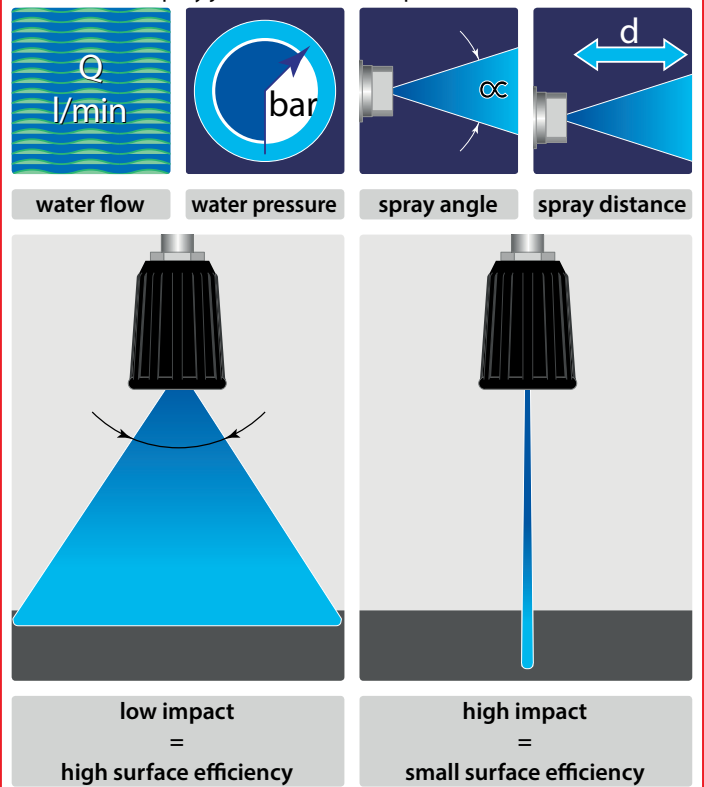 Q
l/min
bar
∝
d
water flow
water pressure
spray angle
spray distance
low impact
=
high surface efficiency
high impact
=
small surface efficiency